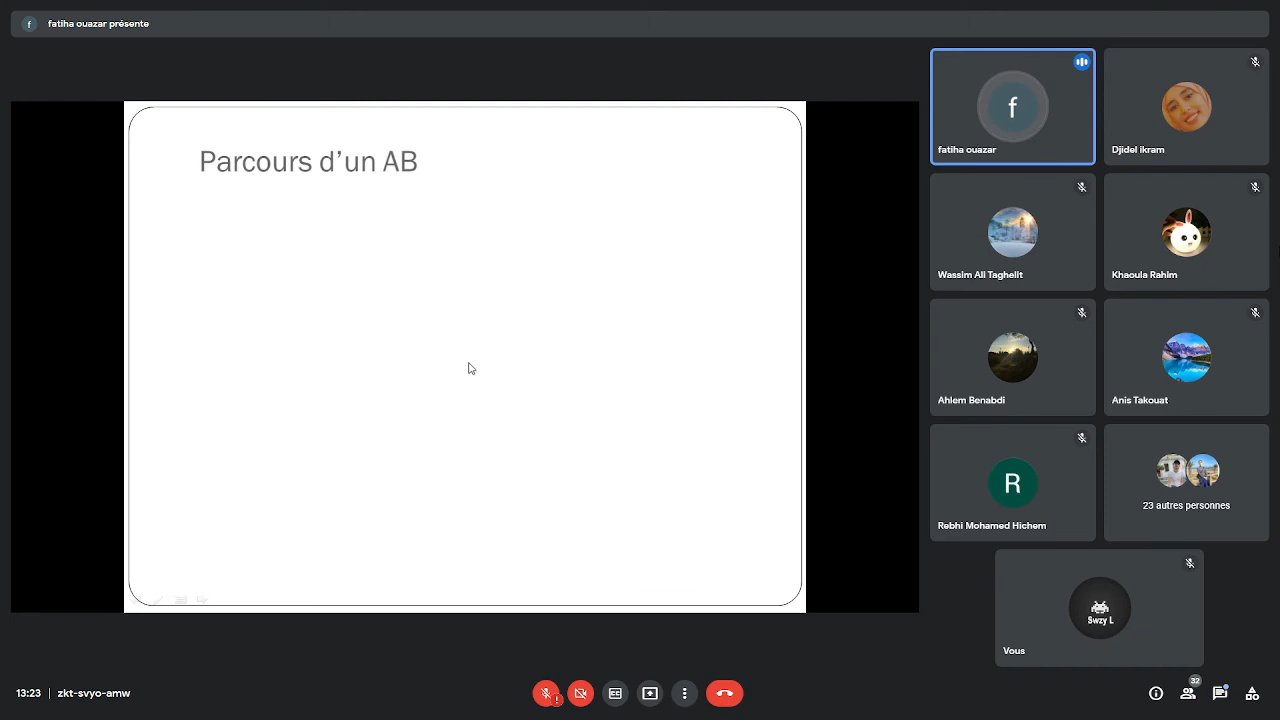 f
fatiha ouazar présente
Parcours d’un AB
f
fatiha ouazar
Djidel ikram
Wassim Ali Taghelit
Khaoula Rahim
Ahlem Benabdi
Anis Takouat
R
Rebhi Mohamed Hichem
23 autres personnes
Swzy L
Vous
13:23
zkt-svyo-amw
32